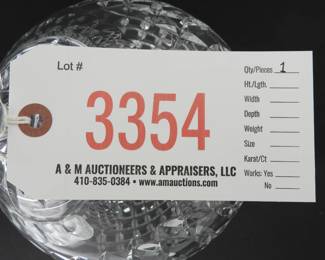 Lot #
3354
A & M AUCTIONEERS & APPRAISERS, LLC
410-835-0384 • www.amauctions.com
Qty/Pieces 1
Ht./Lgth.
Width
Depth
Weight
Size
Karat/Ct
Works: Yes
No